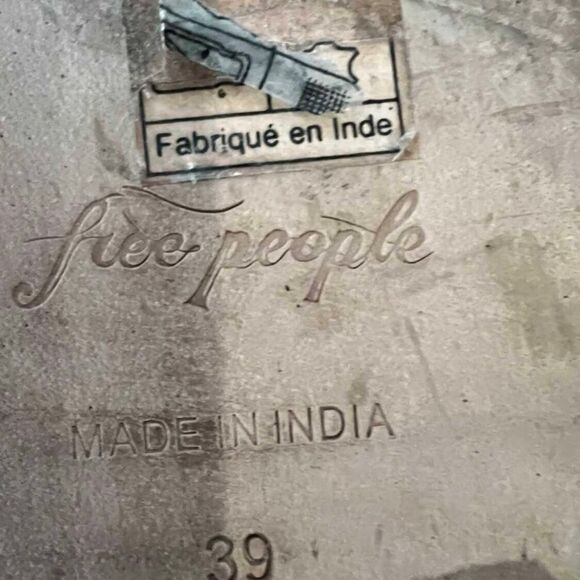 Fabriqué en Inde
free people
MADE IN INDIA
39